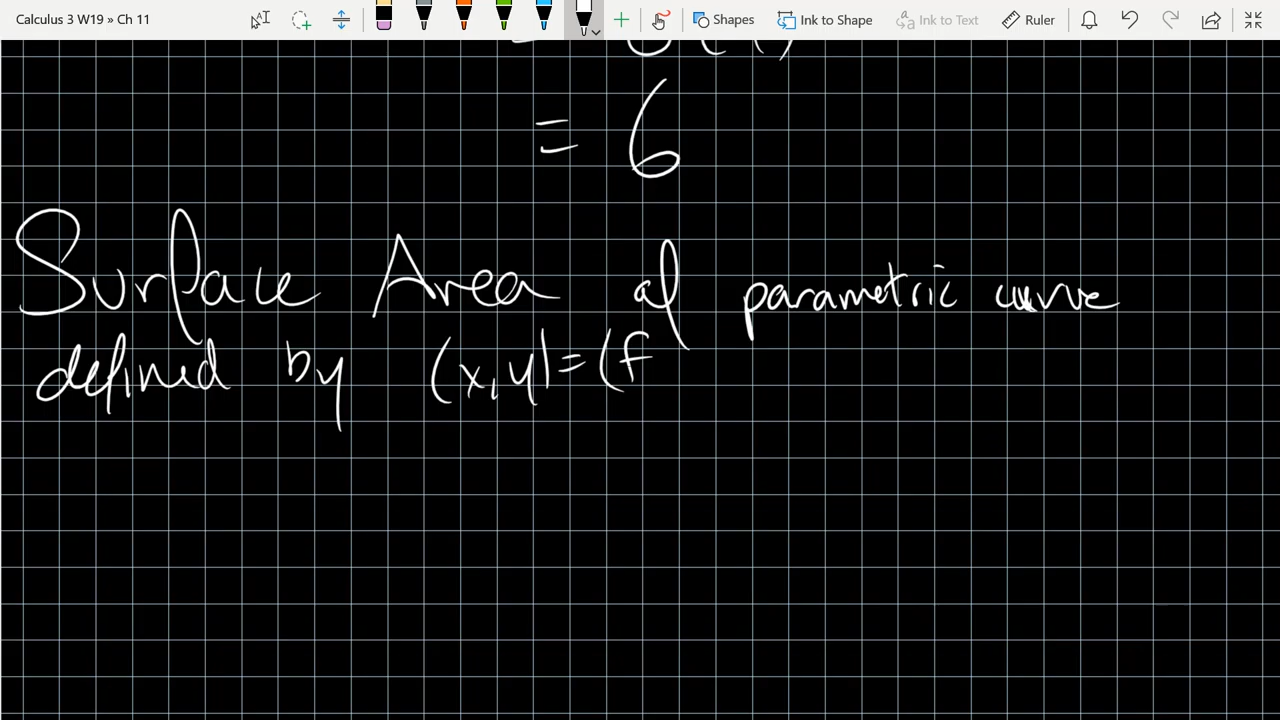 Calculus 3 W19 » Ch 11
Shapes
Ink to Shape
Ink to Text
Ruler
= 6
Surface Area of parametric curve
defined by (x,y)=(f